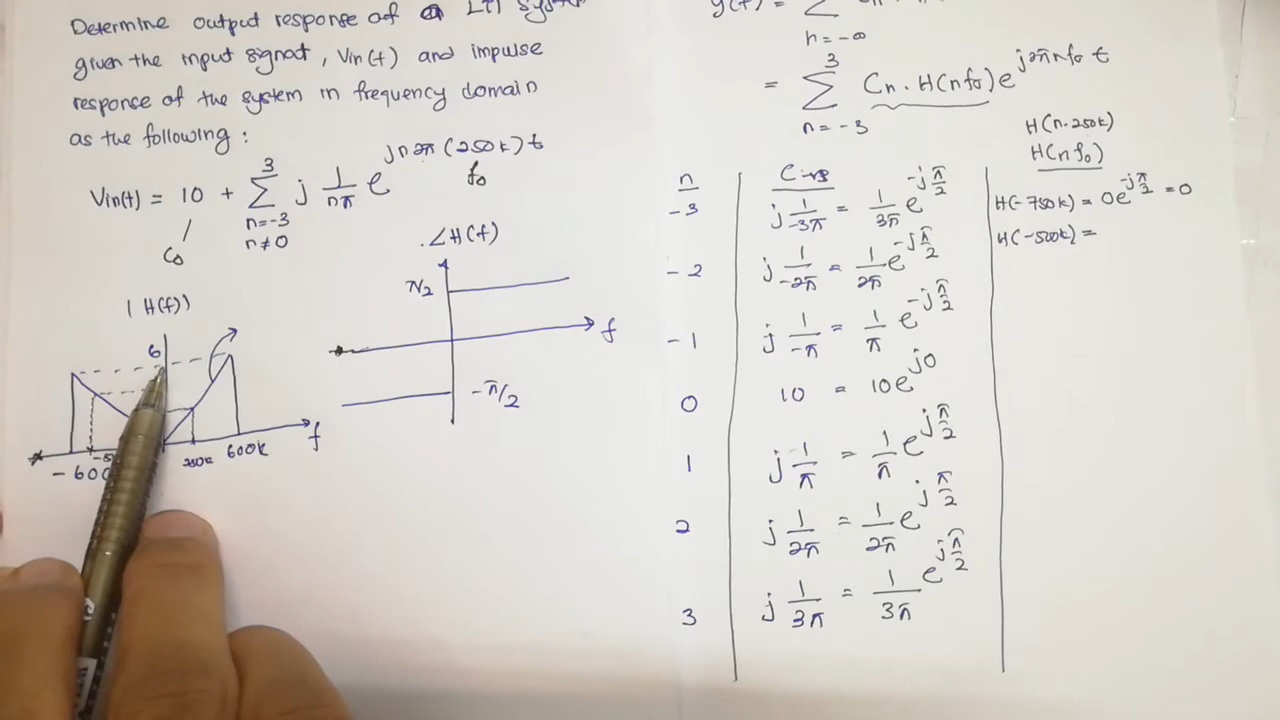 Determine output response of a LTI system
given the input signal, Vin(t) and impulse
response of the system in frequency domain
as the following:
Vin(t) = 10 + 3 Σ n=-3 n≠0 j 1/nπ e^jn2π(250k)t
C0
f0
|H(f)|
6
-600
250k
600k
f
∠H(f)
π/2
-π/2
f
y(t) = Σ
n=-∞
= 3 Σ n=-3 Cn·H(nf0)e^j2πnf0t
n
Cn
H(n·250k)
H(nf0)
-3 j 1/-3π = 1/3π e^-jπ/2 H(-750k) = 0e^-jπ/2 = 0
-2 j 1/-2π = 1/2π e^-jπ/2 H(-500k) =
-1 j 1/-π = 1/π e^-jπ/2
0 10 = 10e^j0
1 j 1/π = 1/π e^jπ/2
2 j 1/2π = 1/2π e^jπ/2
3 j 1/3π = 1/3π e^jπ/2